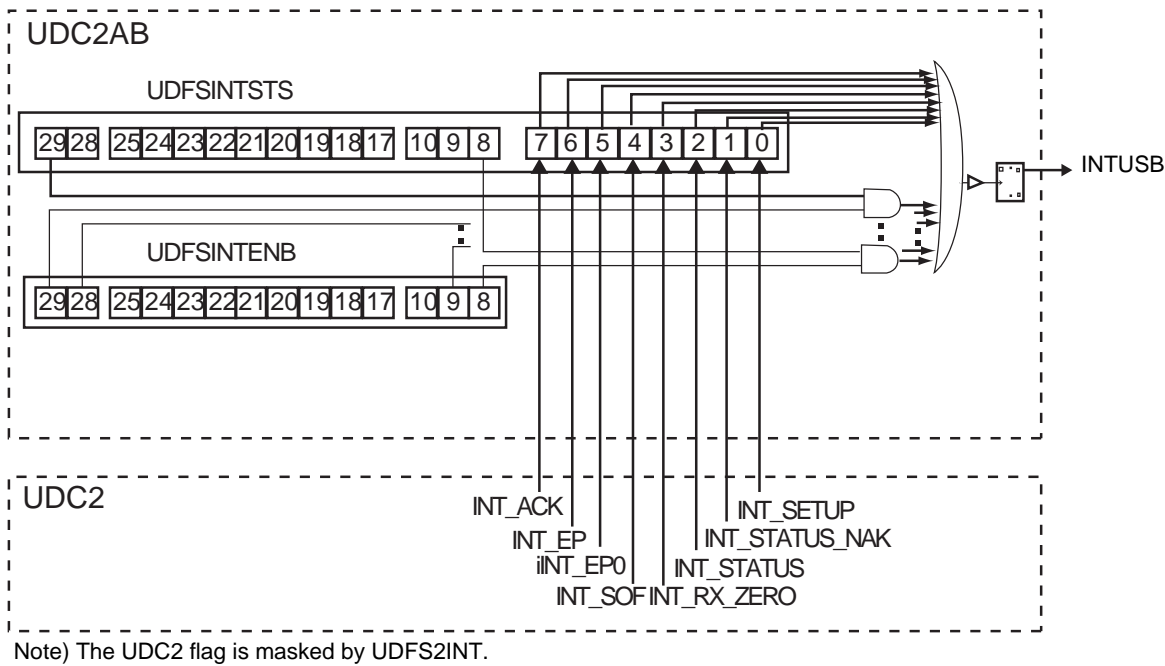 UDC2AB
UDFSINTSTS
29 28 25 24 23 22 21 20 19 18 17 10 9 8 7 6 5 4 3 2 1 0
INTUSB
UDFSINTENB
29 28 25 24 23 22 21 20 19 18 17 10 9 8
UDC2
INT_ACK
INT_SETUP
INT_EP
INT_STATUS_NAK
iINT_EP0
INT_STATUS
INT_SOF
INT_RX_ZERO
Note) The UDC2 flag is masked by UDFS2INT.